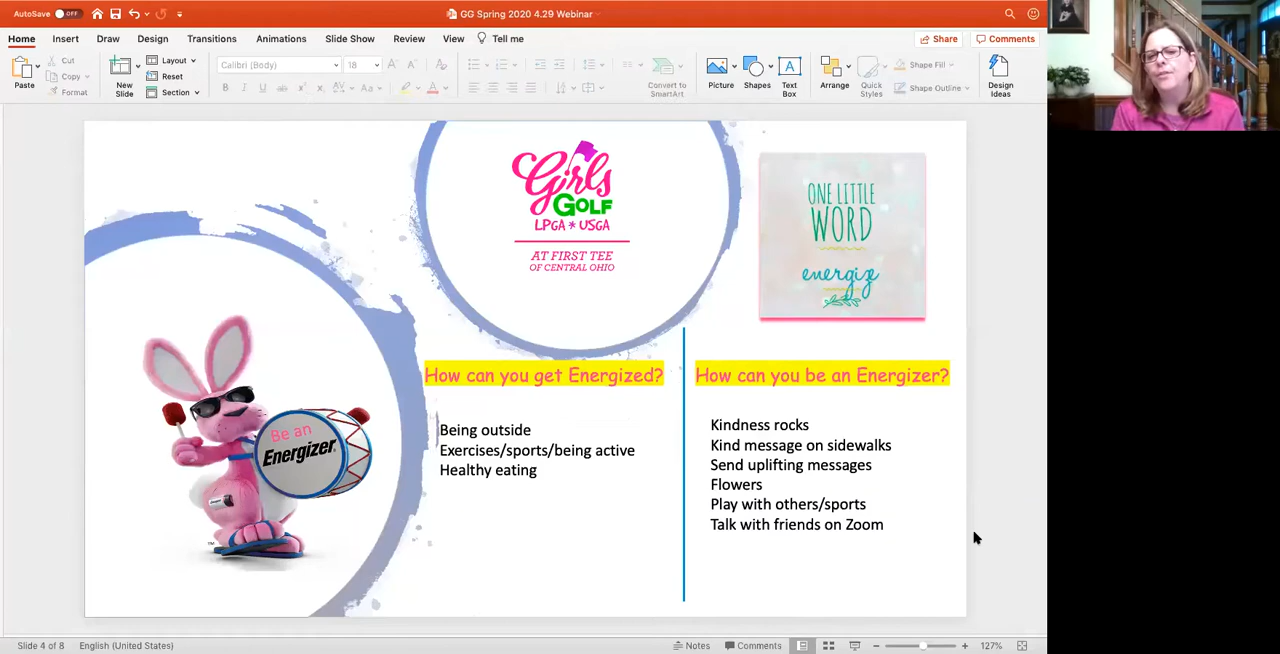 AutoSave OFF
GG Spring 2020 4.29 Webinar
Home Insert Draw Design Transitions Animations Slide Show Review View Tell me
Share Comments
Paste
Cut
Copy
Format
New Slide
Layout
Reset
Section
Calibri (Body) 18
Convert to SmartArt
Picture
Shapes
Text Box
Arrange
Quick Styles
Shape Fill
Shape Outline
Design Ideas
Girls
GOLF
LPGA * USGA
AT FIRST TEE
OF CENTRAL OHIO
ONE LITTLE
WORD
energize
Be an
Energizer
How can you get Energized?
Being outside
Exercises/sports/being active
Healthy eating
How can you be an Energizer?
Kindness rocks
Kind message on sidewalks
Send uplifting messages
Flowers
Play with others/sports
Talk with friends on Zoom
Slide 4 of 8 English (United States)
Notes Comments 127%